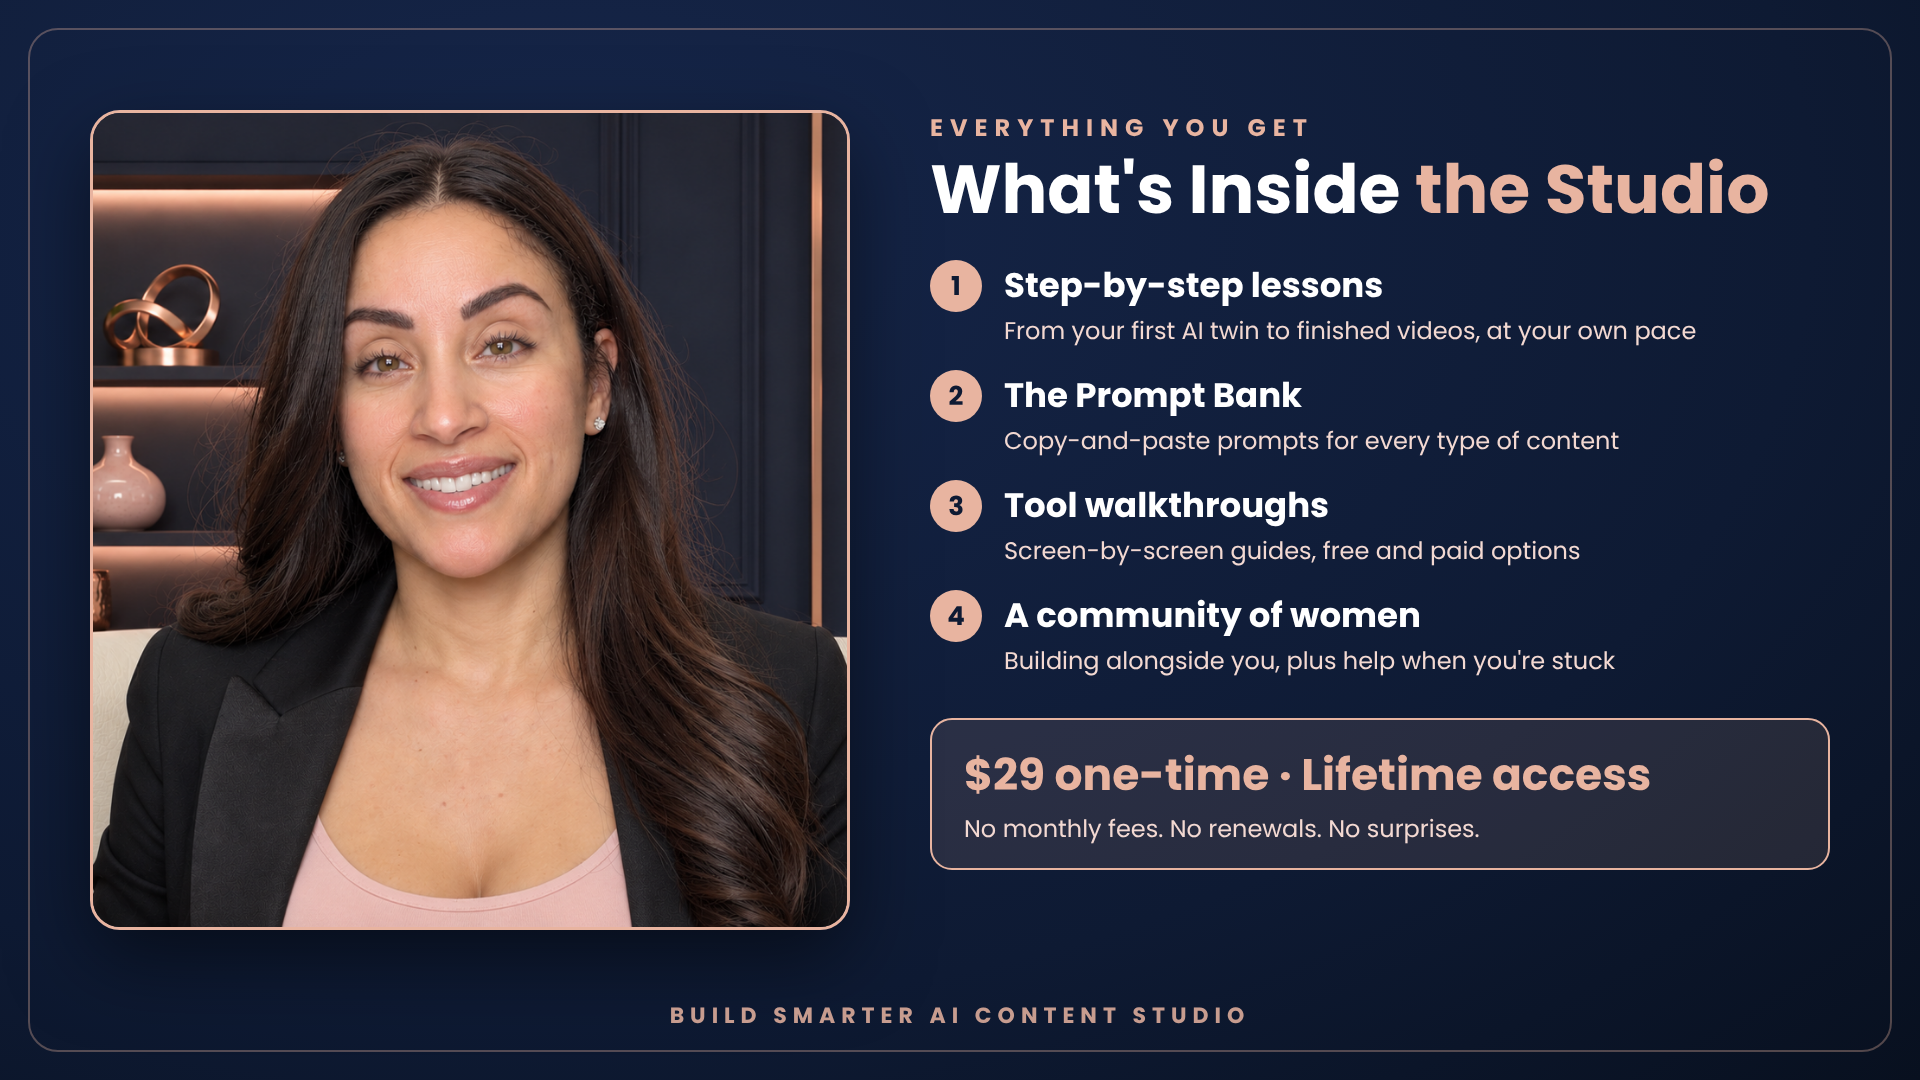 EVERYTHING YOU GET
What's Inside the Studio
1
Step-by-step lessons
From your first AI twin to finished videos, at your own pace
2
The Prompt Bank
Copy-and-paste prompts for every type of content
3
Tool walkthroughs
Screen-by-screen guides, free and paid options
4
A community of women
Building alongside you, plus help when you're stuck
$29 one-time · Lifetime access
No monthly fees. No renewals. No surprises.
BUILD SMARTER AI CONTENT STUDIO